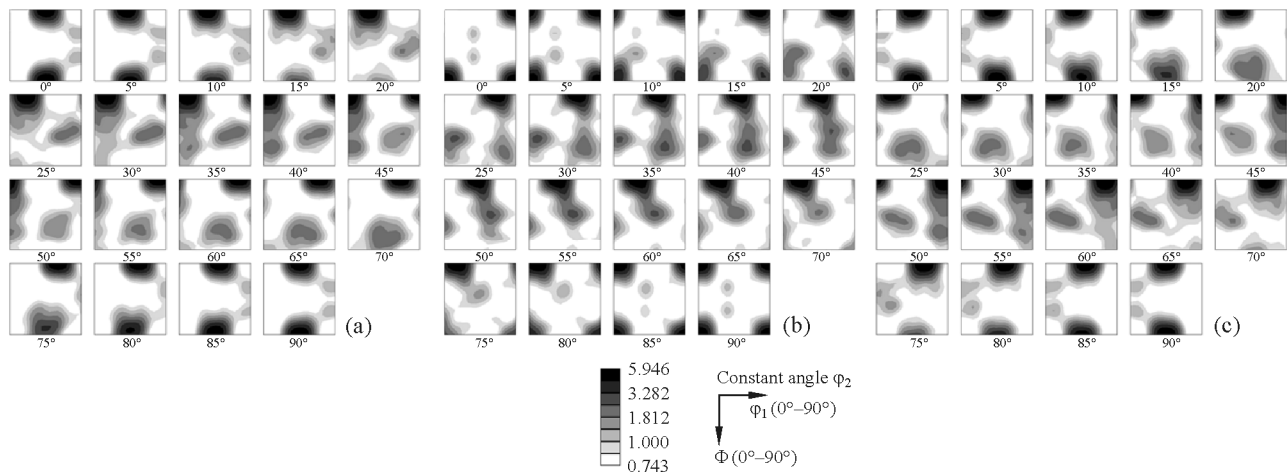 0° 5° 10° 15° 20°
25° 30° 35° 40° 45°
50° 55° 60° 65° 70°
75° 80° 85° 90° (a)
0° 5° 10° 15° 20°
25° 30° 35° 40° 45°
50° 55° 60° 65° 70°
75° 80° 85° 90° (b)
0° 5° 10° 15° 20°
25° 30° 35° 40° 45°
50° 55° 60° 65° 70°
75° 80° 85° 90° (c)
5.946
3.282
1.812
1.000
0.743
Constant angle φ₂
φ₁ (0°–90°)
Φ (0°–90°)